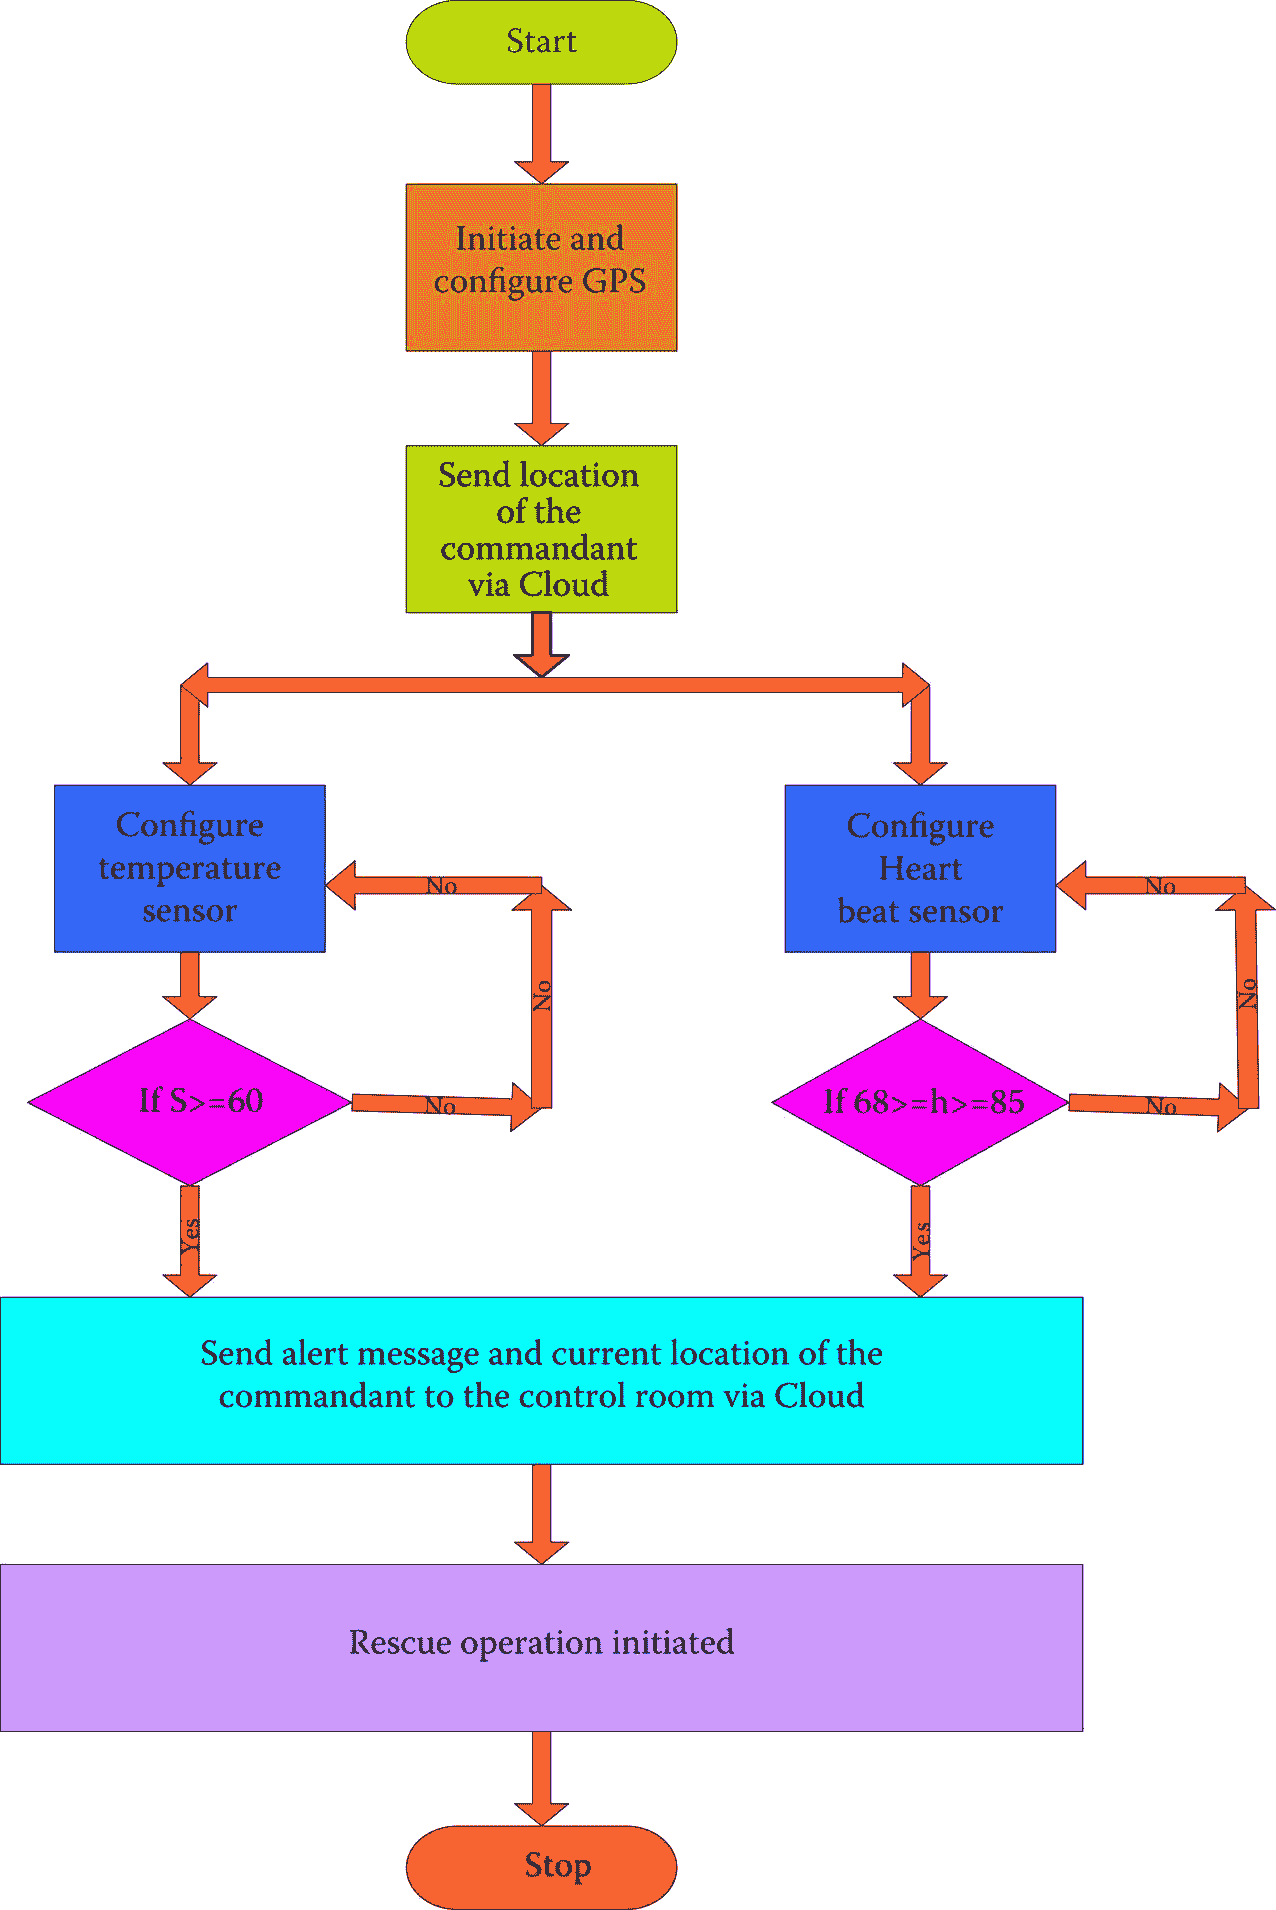 Start
Initiate and
configure GPS
Send location
of the
commandant
via Cloud
Configure
temperature
sensor
No
No
If S>=60
No
Yes
Configure
Heart
beat sensor
No
No
If 68>=h>=85
No
Yes
Send alert message and current location of the
commandant to the control room via Cloud
Rescue operation initiated
Stop